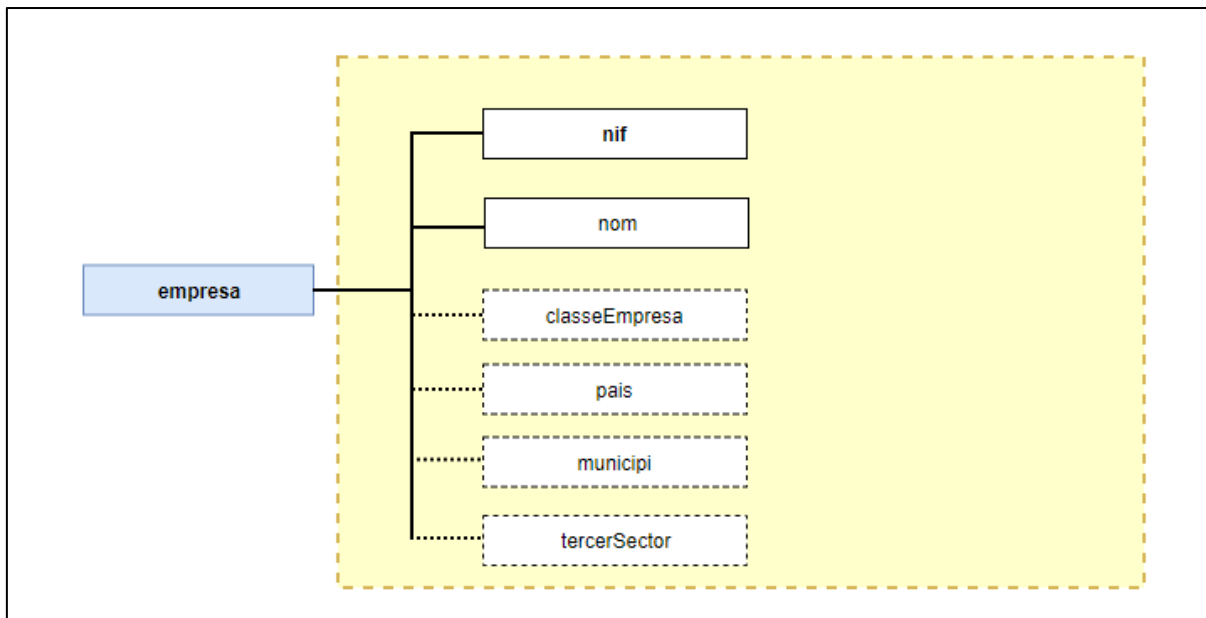 nif
nom
empresa
classeEmpresa
pais
municipi
tercerSector